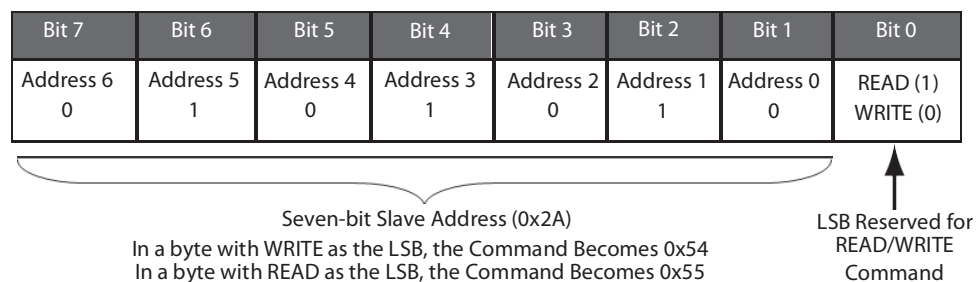 Bit 7 Bit 6 Bit 5 Bit 4 Bit 3 Bit 2 Bit 1 Bit 0
Address 6 Address 5 Address 4 Address 3 Address 2 Address 1 Address 0 READ (1)
0 1 0 1 0 1 0 WRITE (0)
Seven-bit Slave Address (0x2A)
In a byte with WRITE as the LSB, the Command Becomes 0x54
In a byte with READ as the LSB, the Command Becomes 0x55
LSB Reserved for
READ/WRITE
Command